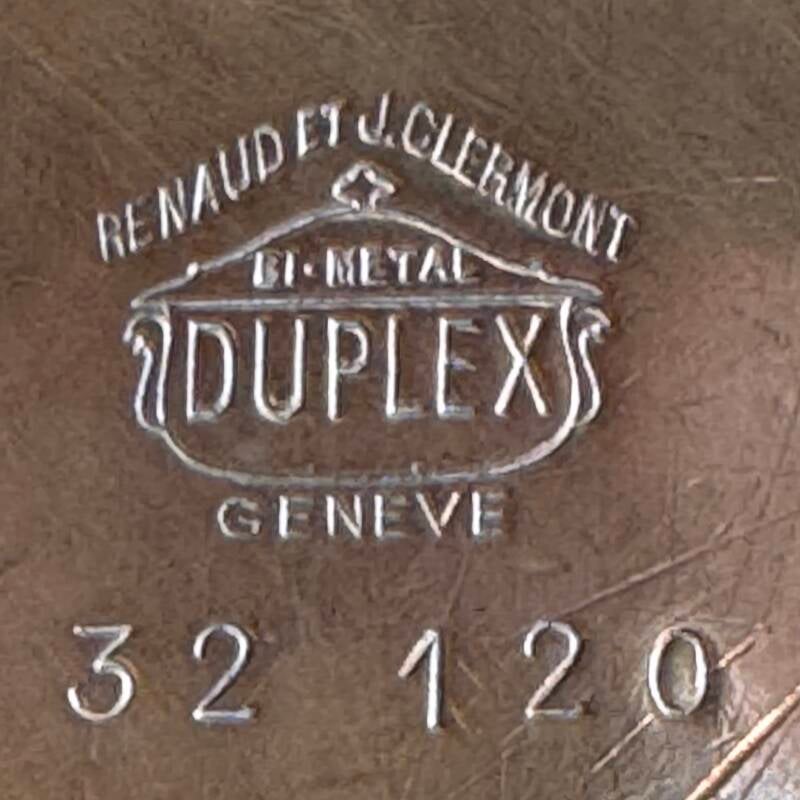 RENAUD ET J. CLERMONT
BI-METAL
DUPLEX
GENEVE
32 120